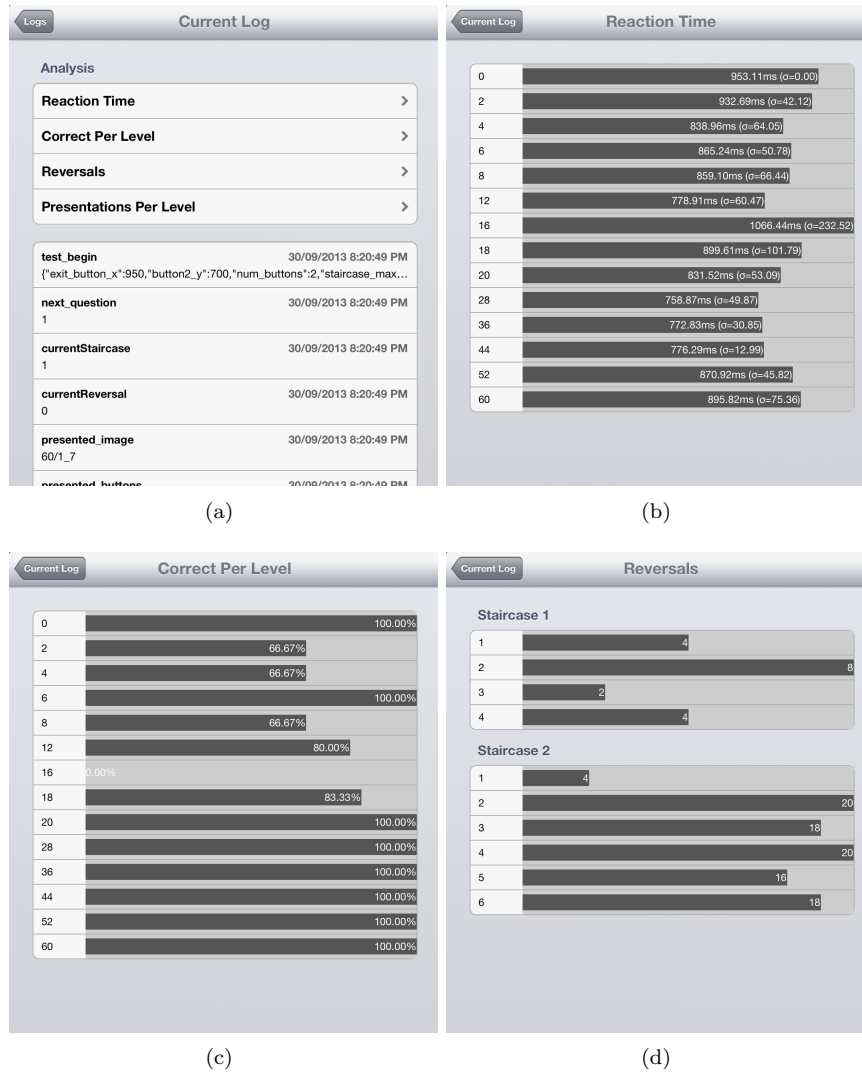 Logs
Current Log
Analysis
Reaction Time
Correct Per Level
Reversals
Presentations Per Level
test_begin 30/09/2013 8:20:49 PM
{"exit_button_x":950,"button2_y":700,"num_buttons":2,"staircase_max...
next_question 30/09/2013 8:20:49 PM
1
currentStaircase 30/09/2013 8:20:49 PM
1
currentReversal 30/09/2013 8:20:49 PM
0
presented_image 30/09/2013 8:20:49 PM
60/1_7
presented_buttons 30/09/2013 8:20:49 PM
(a)
Current Log
Reaction Time
0 953.11ms (σ=0.00)
2 932.69ms (σ=42.12)
4 838.96ms (σ=64.05)
6 865.24ms (σ=50.78)
8 859.10ms (σ=66.44)
12 778.91ms (σ=60.47)
16 1066.44ms (σ=232.52)
18 899.61ms (σ=101.79)
20 831.52ms (σ=53.09)
28 758.87ms (σ=49.87)
36 772.83ms (σ=30.85)
44 776.29ms (σ=12.99)
52 870.92ms (σ=45.82)
60 895.82ms (σ=75.36)
(b)
Current Log
Correct Per Level
0 100.00%
2 66.67%
4 66.67%
6 100.00%
8 66.67%
12 80.00%
16 0.00%
18 83.33%
20 100.00%
28 100.00%
36 100.00%
44 100.00%
52 100.00%
60 100.00%
(c)
Current Log
Reversals
Staircase 1
1 4
2 8
3 2
4 4
Staircase 2
1 4
2 20
3 18
4 20
5 16
6 18
(d)